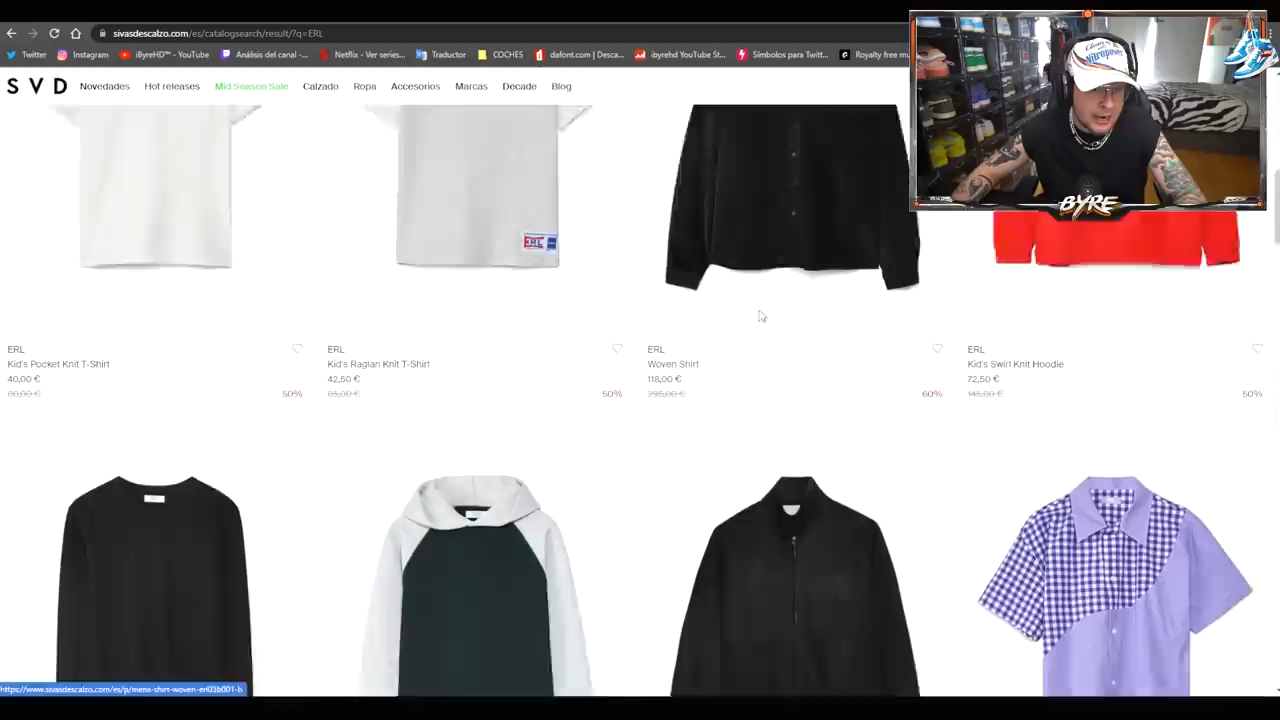 sivasdescalzo.com/es/catalogsearch/result/?q=ERL
Twitter
Instagram
iByreHD™ - YouTube
Análisis del canal -...
Netflix - Ver series...
Traductor
COCHES
dafont.com | Desca...
ibyrehd YouTube St...
Símbolos para Twitt...
Royalty free mu
SVD
Novedades
Hot releases
Mid Season Sale
Calzado
Ropa
Accesorios
Marcas
Decade
Blog
BYRE
ERL
ERL
Kid's Pocket Knit T-Shirt
40,00 €
80,00 €
50%
ERL
Kid's Raglan Knit T-Shirt
42,50 €
85,00 €
50%
ERL
Woven Shirt
118,00 €
295,00 €
60%
ERL
Kid's Swirl Knit Hoodie
72,50 €
145,00 €
50%
https://www.sivasdescalzo.com/es/p/mens-shirt-woven-erl03b001-b